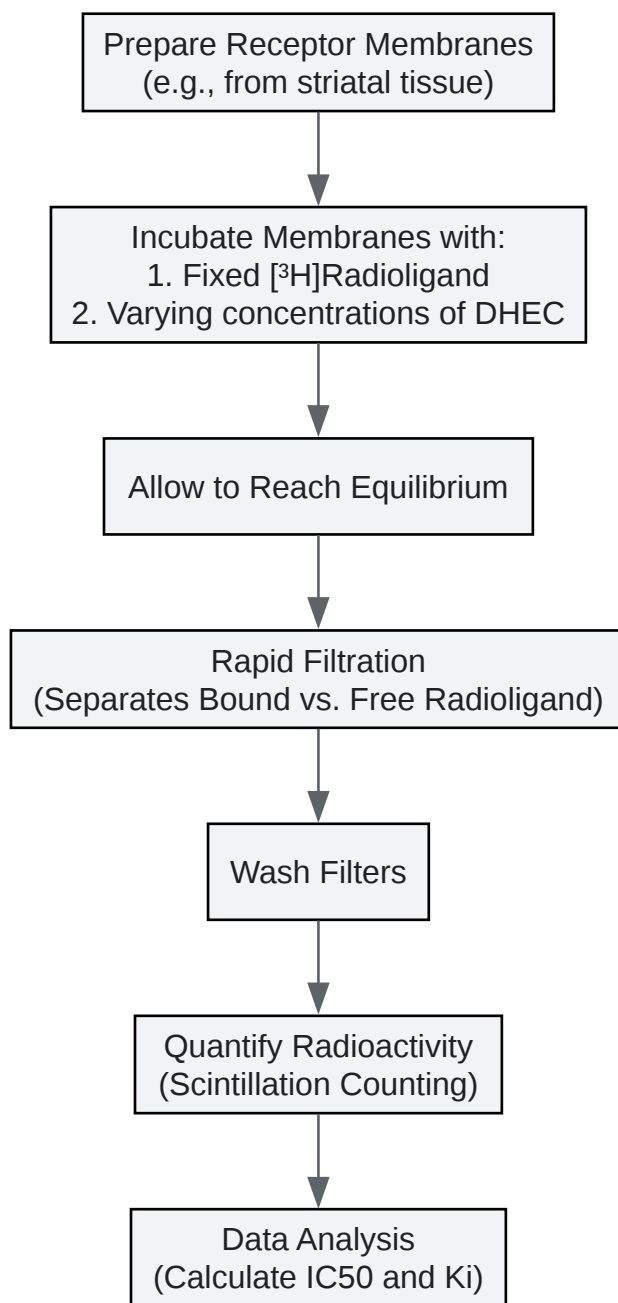 Prepare Receptor Membranes
(e.g., from striatal tissue)
Incubate Membranes with:
1. Fixed [³H]Radioligand
2. Varying concentrations of DHEC
Allow to Reach Equilibrium
Rapid Filtration
(Separates Bound vs. Free Radioligand)
Wash Filters
Quantify Radioactivity
(Scintillation Counting)
Data Analysis
(Calculate IC50 and Ki)